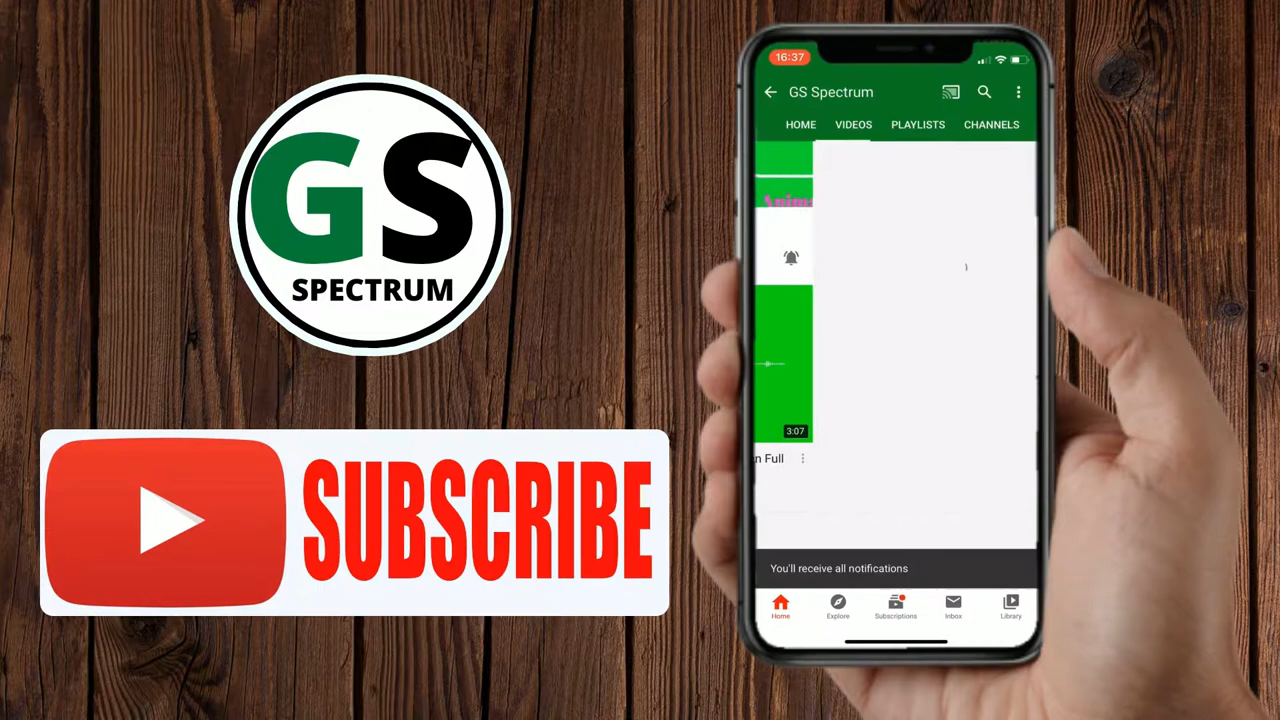 GS
SPECTRUM
SUBSCRIBE
16:37
GS Spectrum
HOME VIDEOS PLAYLISTS CHANNELS
3:07
n Full
You'll receive all notifications
Home Explore Subscriptions Inbox Library